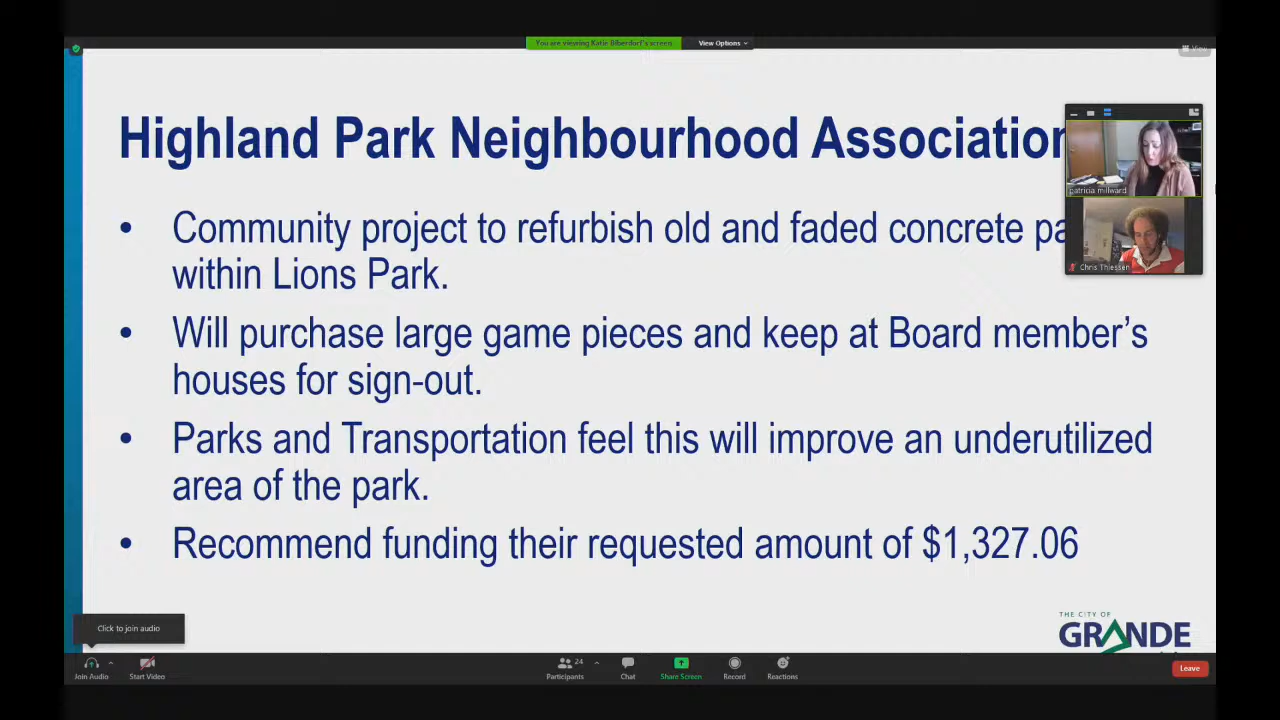 You are viewing Katie Biberdorf's screen View Options
View
Highland Park Neighbourhood Association
patricia millward
Chris Thiessen
• Community project to refurbish old and faded concrete
within Lions Park.
• Will purchase large game pieces and keep at Board member’s
houses for sign-out.
• Parks and Transportation feel this will improve an underutilized
area of the park.
• Recommend funding their requested amount of $1,327.06
THE CITY OF
GRANDE
Click to join audio
24
Join Audio Start Video Participants Chat Share Screen Record Reactions Leave